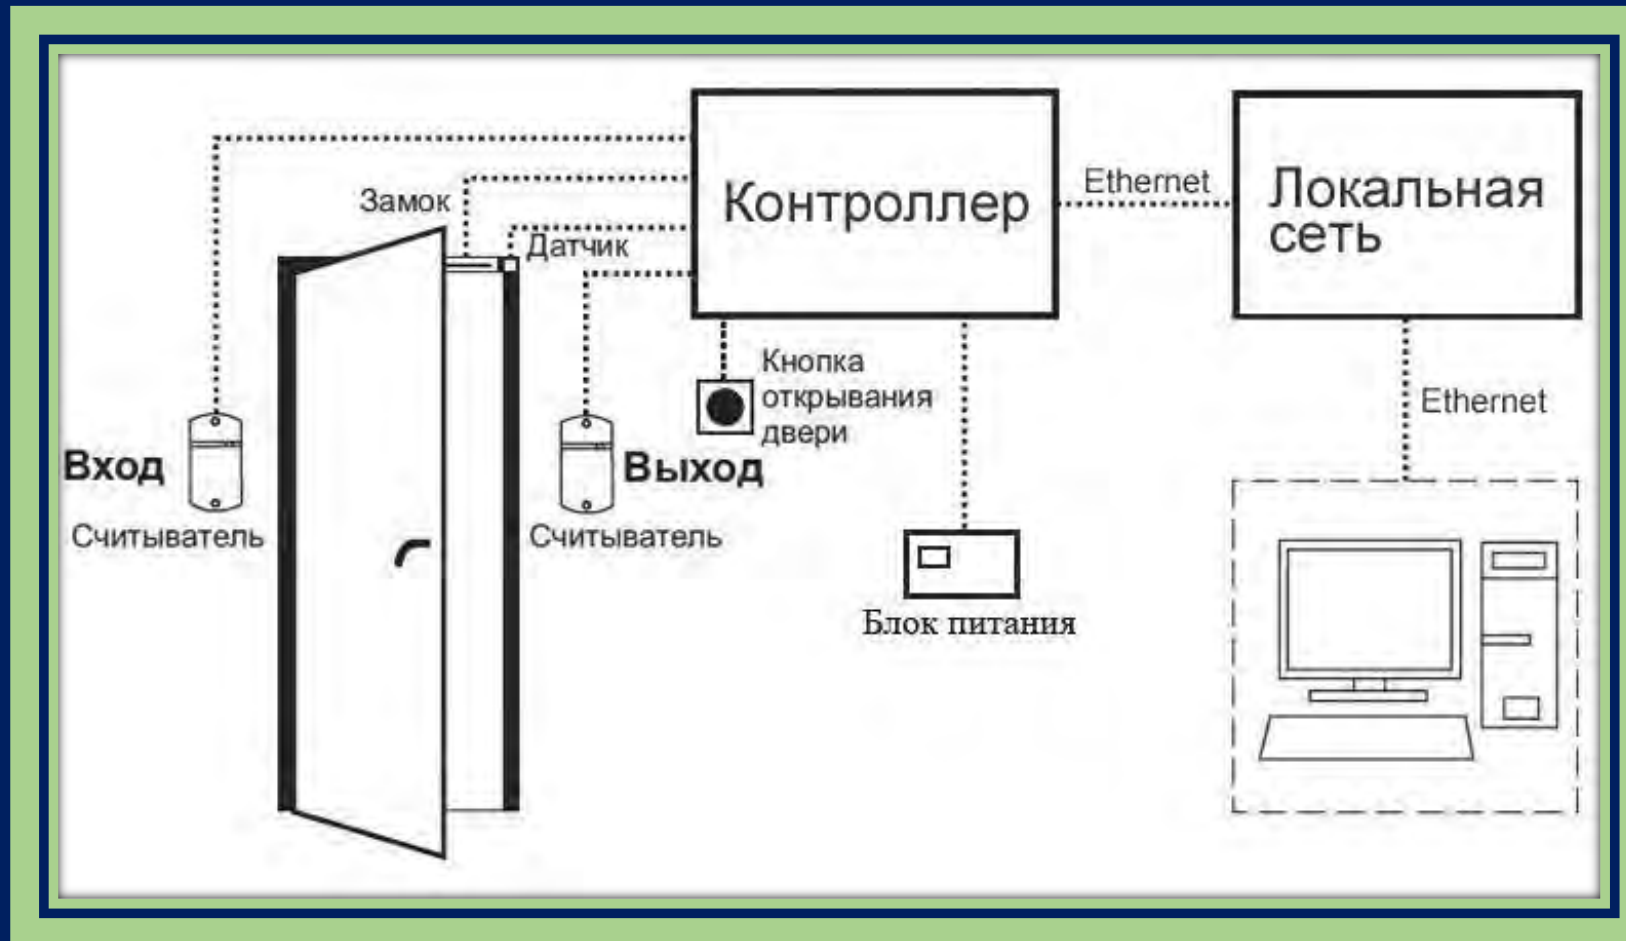 Замок
Датчик
Контроллер
Ethernet
Локальная
сеть
Кнопка
открывания
двери
Ethernet
Вход
Считыватель
Выход
Считыватель
Блок питания